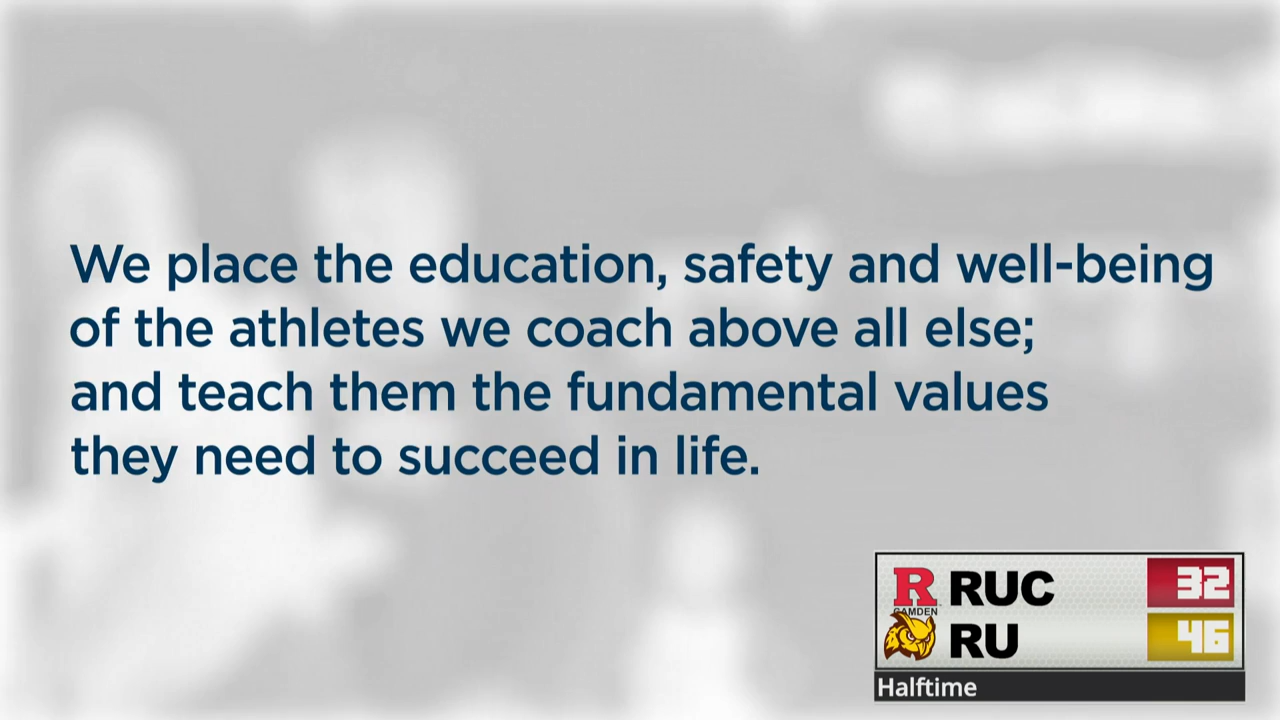 We place the education, safety and well-being
of the athletes we coach above all else;
and teach them the fundamental values
they need to succeed in life.
R RUC 32
CAMDEN
RU 46
Halftime